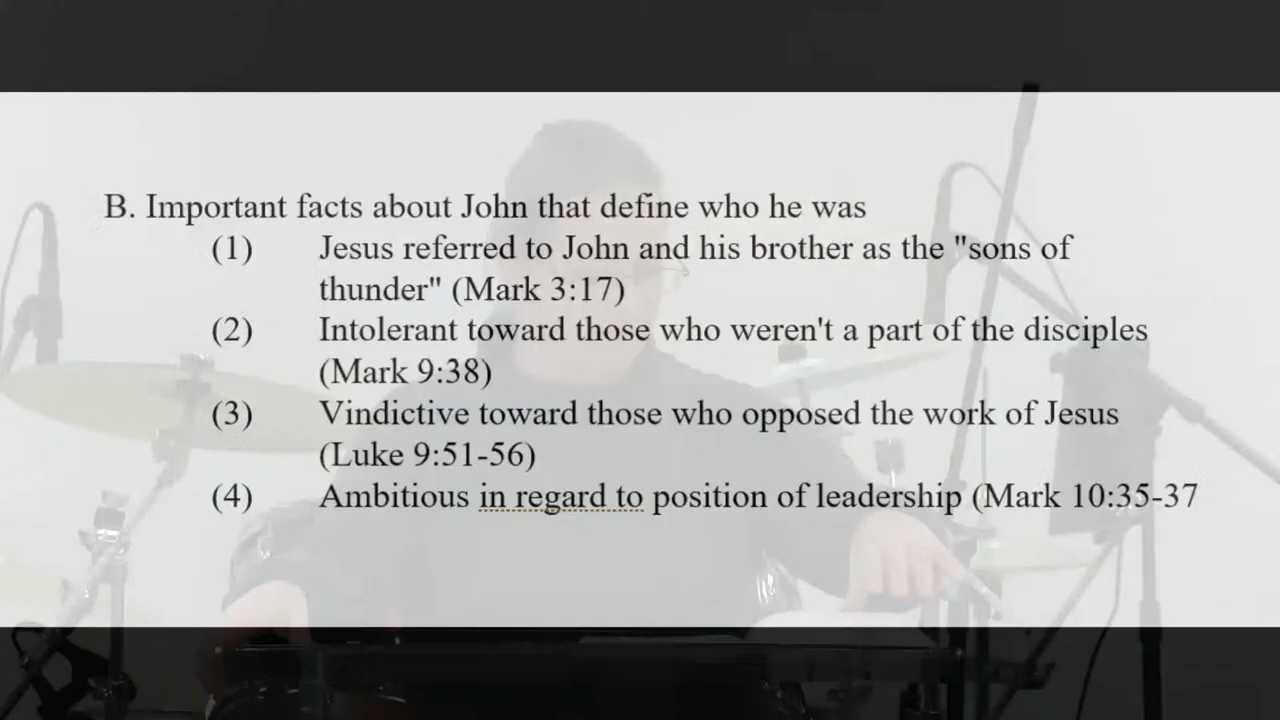 B. Important facts about John that define who he was
(1) Jesus referred to John and his brother as the "sons of
thunder" (Mark 3:17)
(2) Intolerant toward those who weren't a part of the disciples
(Mark 9:38)
(3) Vindictive toward those who opposed the work of Jesus
(Luke 9:51-56)
(4) Ambitious in regard to position of leadership (Mark 10:35-37